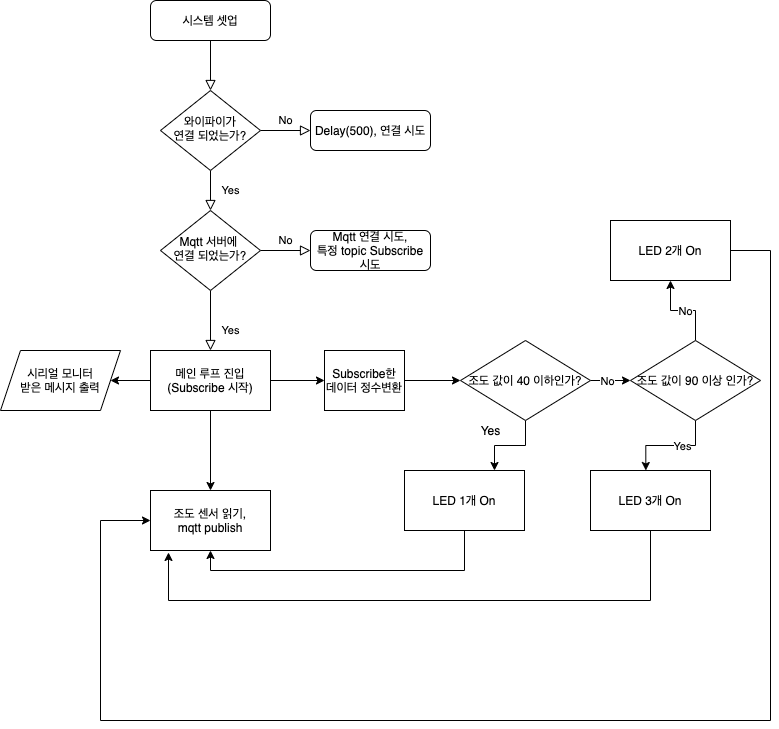 시스템 셋업
와이파이가
연결 되었는가?
No
Delay(500), 연결 시도
Yes
Mqtt 서버에
연결 되었는가?
No
Mqtt 연결 시도,
특정 topic Subscribe
시도
LED 2개 On
Yes
No
시리얼 모니터
받은 메시지 출력
메인 루프 진입
(Subscribe 시작)
Subscribe한
데이터 정수변환
조도 값이 40 이하인가?
No
조도 값이 90 이상 인가?
Yes
Yes
LED 1개 On
LED 3개 On
조도 센서 읽기,
mqtt publish